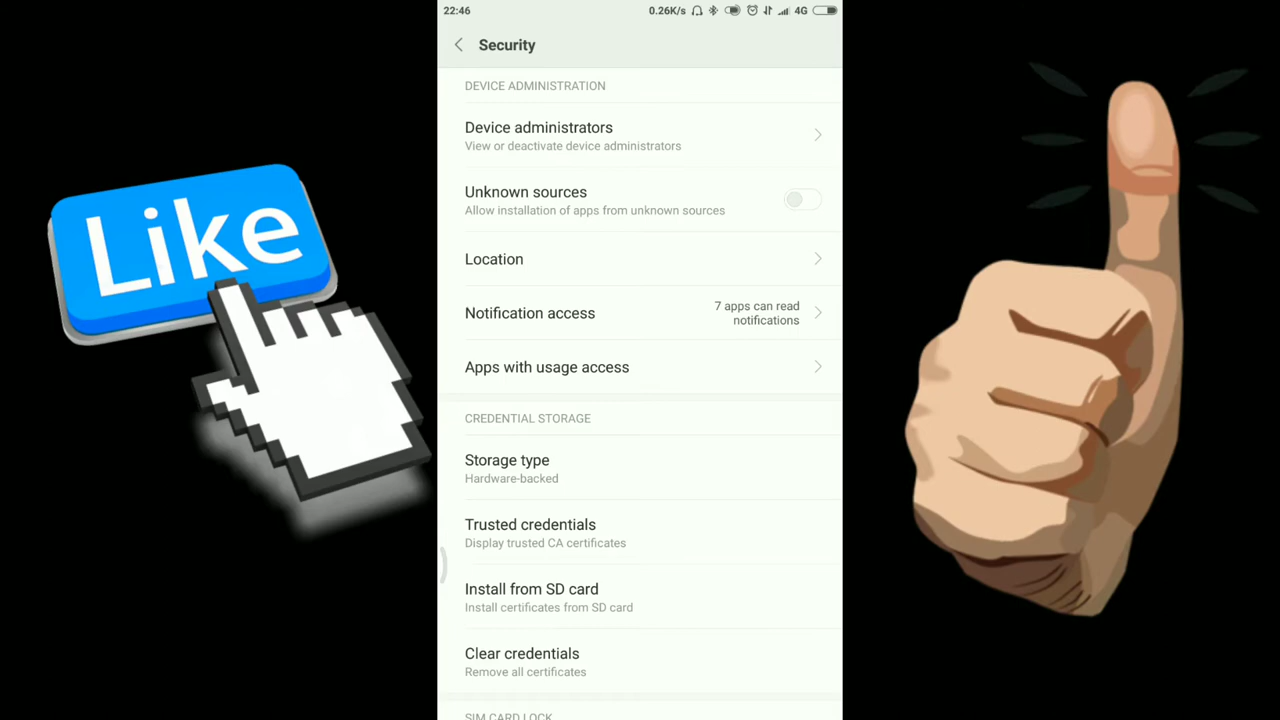 Like
22:46
0.26K/s
4G
Security
DEVICE ADMINISTRATION
Device administrators
View or deactivate device administrators
Unknown sources
Allow installation of apps from unknown sources
Location
Notification access
7 apps can read
notifications
Apps with usage access
CREDENTIAL STORAGE
Storage type
Hardware-backed
Trusted credentials
Display trusted CA certificates
Install from SD card
Install certificates from SD card
Clear credentials
Remove all certificates
SIM CARD LOCK